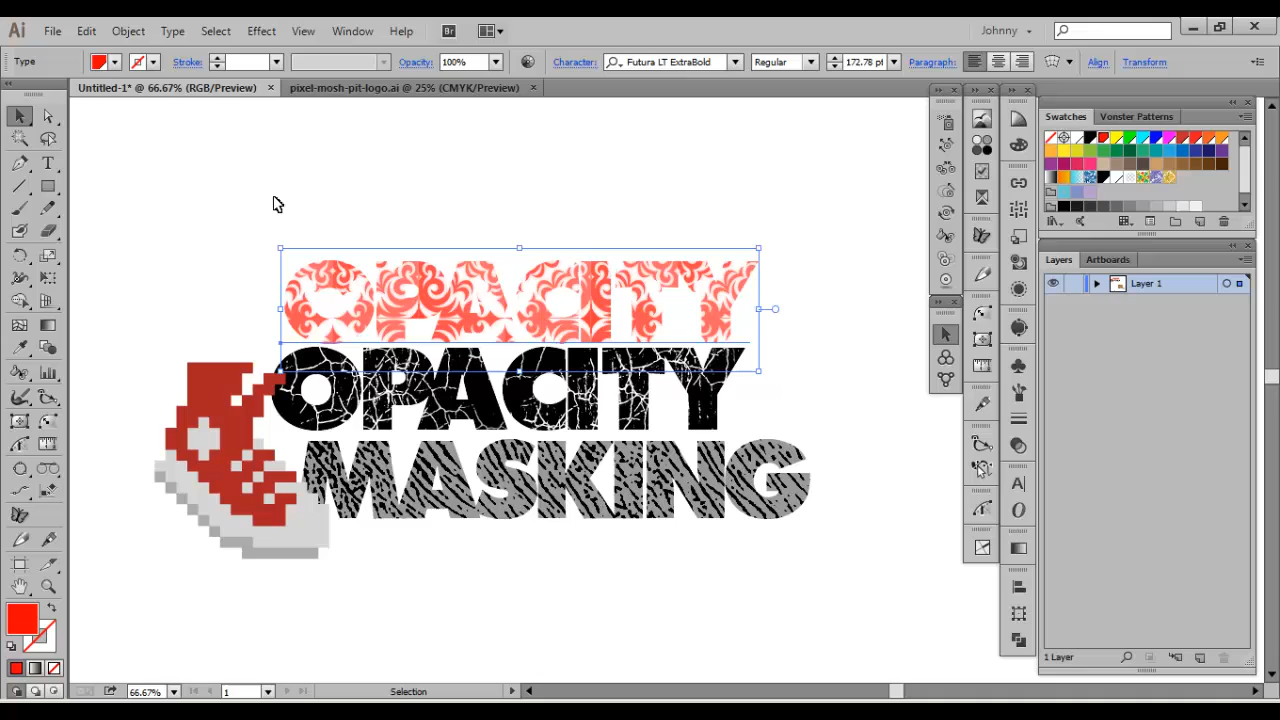 Ai File Edit Object Type Select Effect View Window Help Br Johnny
Type Stroke: Opacity: 100% Character: Futura LT ExtraBold Regular 172.78 pt Paragraph: Align Transform
Untitled-1* @ 66.67% (RGB/Preview) pixel-mosh-pit-logo.ai @ 25% (CMYK/Preview)
Swatches Vonster Patterns
Layers Artboards
Layer 1
OPACITY
OPACITY
MASKING
1 Layer
66.67% 1 Selection